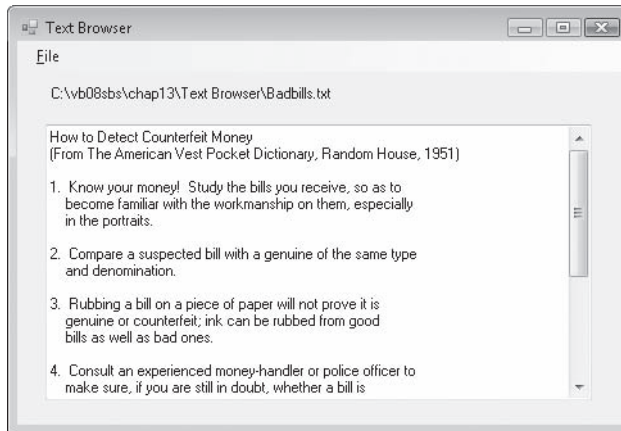 Text Browser
File
C:\vb08sbs\chap13\Text Browser\Badbills.txt
How to Detect Counterfeit Money
(From The American Vest Pocket Dictionary, Random House, 1951)
1. Know your money! Study the bills you receive, so as to
become familiar with the workmanship on them, especially
in the portraits.
2. Compare a suspected bill with a genuine of the same type
and denomination.
3. Rubbing a bill on a piece of paper will not prove it is
genuine or counterfeit; ink can be rubbed from good
bills as well as bad ones.
4. Consult an experienced money-handler or police officer to
make sure, if you are still in doubt, whether a bill is